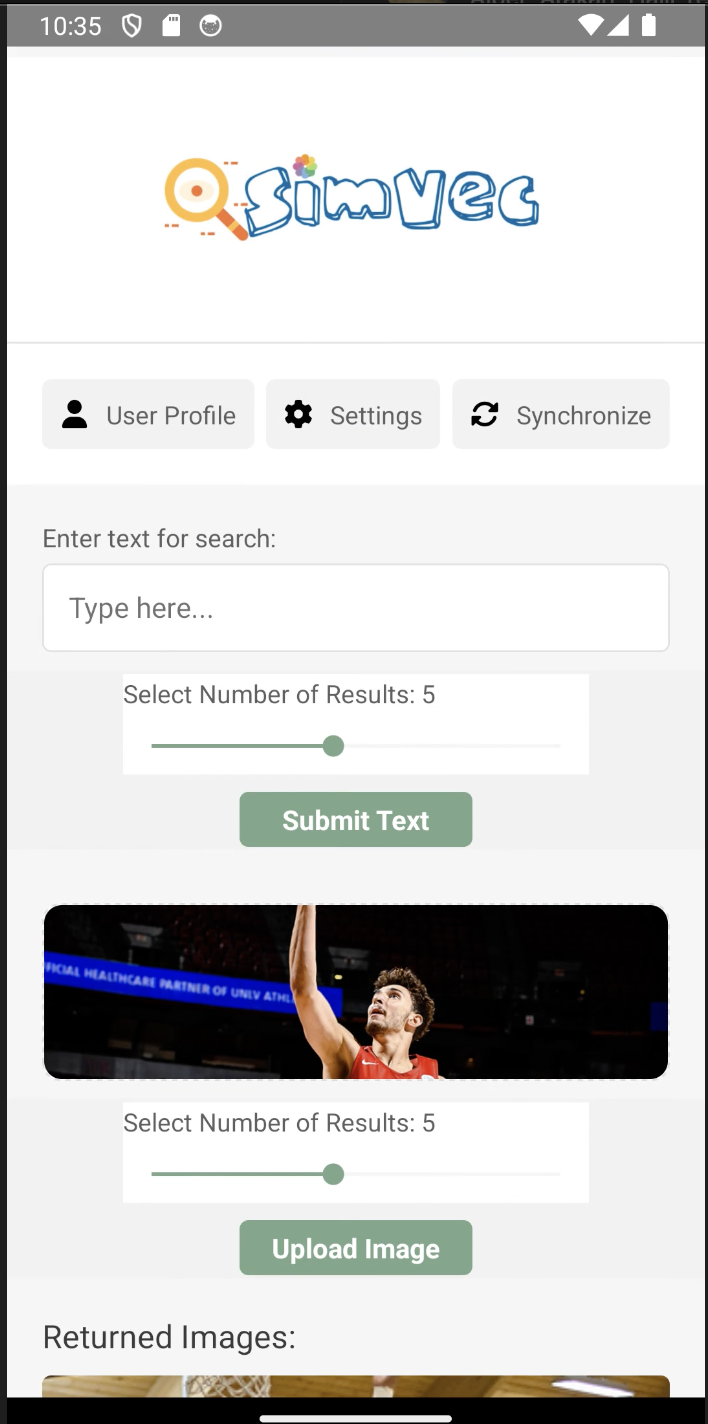 10:35
simvec
User Profile
Settings
Synchronize
Enter text for search:
Type here...
Select Number of Results: 5
Submit Text
FICIAL HEALTHCARE PARTNER OF UNLV
Select Number of Results: 5
Upload Image
Returned Images: